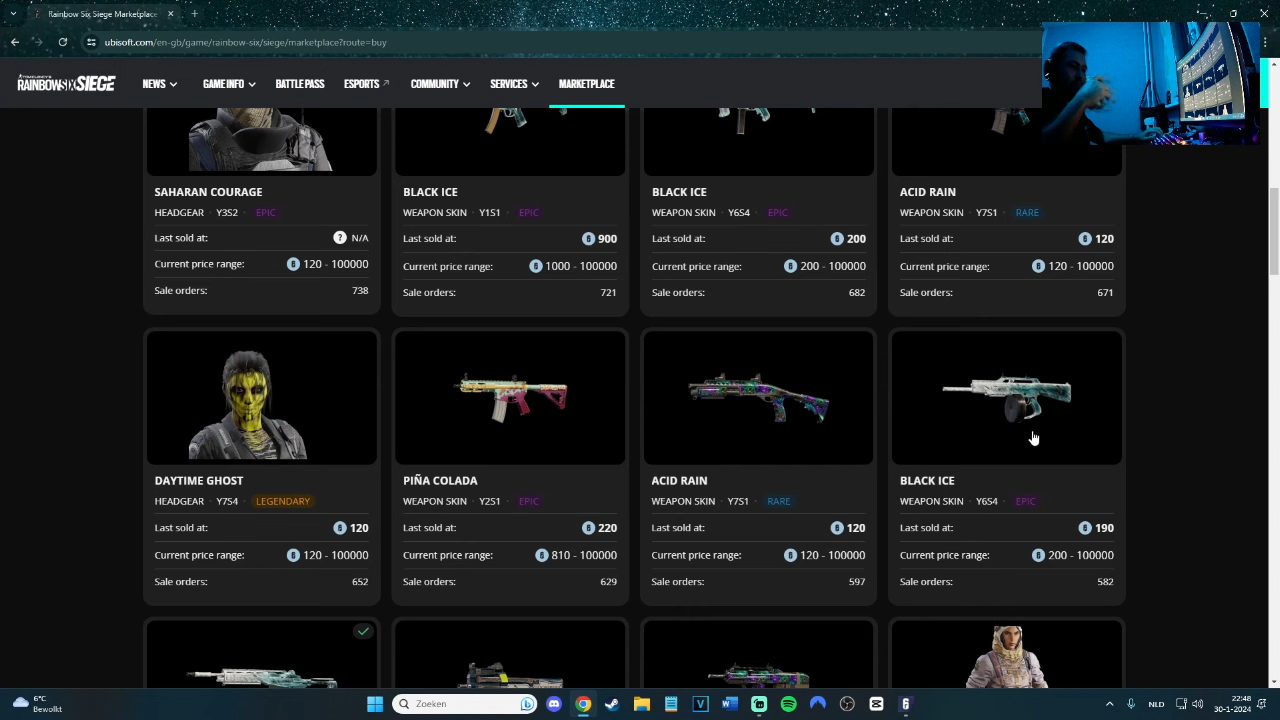 Rainbow Six Siege Marketplace
ubisoft.com/en-gb/game/rainbow-six/siege/marketplace?route=buy
RAINBOWSIX SIEGE NEWS GAME INFO BATTLE PASS ESPORTS COMMUNITY SERVICES MARKETPLACE
SAHARAN COURAGE
HEADGEAR · Y3S2 · EPIC
Last sold at: N/A
Current price range: 120 - 100000
Sale orders: 738
BLACK ICE
WEAPON SKIN · Y1S1 · EPIC
Last sold at: 900
Current price range: 1000 - 100000
Sale orders: 721
BLACK ICE
WEAPON SKIN · Y6S4 · EPIC
Last sold at: 200
Current price range: 200 - 100000
Sale orders: 682
ACID RAIN
WEAPON SKIN · Y7S1 · RARE
Last sold at: 120
Current price range: 120 - 100000
Sale orders: 671
DAYTIME GHOST
HEADGEAR · Y7S4 · LEGENDARY
Last sold at: 120
Current price range: 120 - 100000
Sale orders: 652
PIÑA COLADA
WEAPON SKIN · Y2S1 · EPIC
Last sold at: 220
Current price range: 810 - 100000
Sale orders: 629
ACID RAIN
WEAPON SKIN · Y7S1 · RARE
Last sold at: 120
Current price range: 120 - 100000
Sale orders: 597
BLACK ICE
WEAPON SKIN · Y6S4 · EPIC
Last sold at: 190
Current price range: 200 - 100000
Sale orders: 582
6°C
Bewolkt
Zoeken
NLD
22:48
30-1-2024